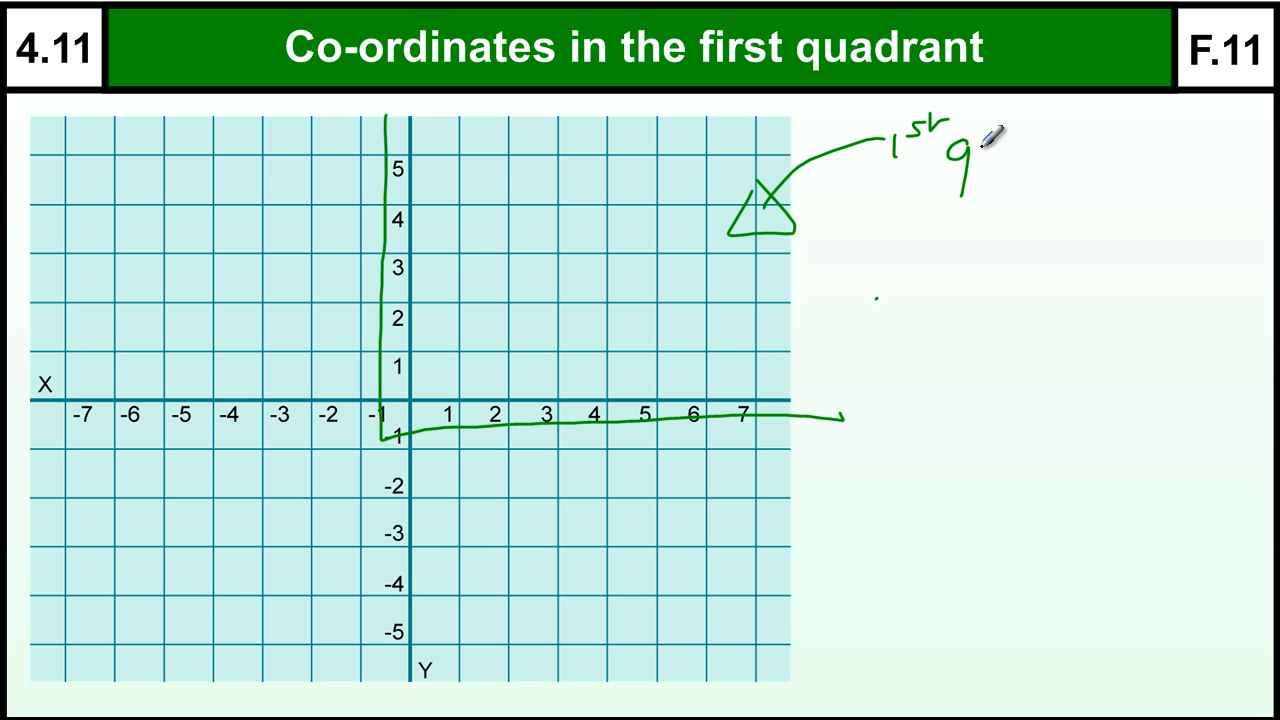 4.11
Co-ordinates in the first quadrant
F.11
1st q
5
4
3
2
1
X
-7 -6 -5 -4 -3 -2 -1 1 2 3 4 5 6 7
-1
-2
-3
-4
-5
Y